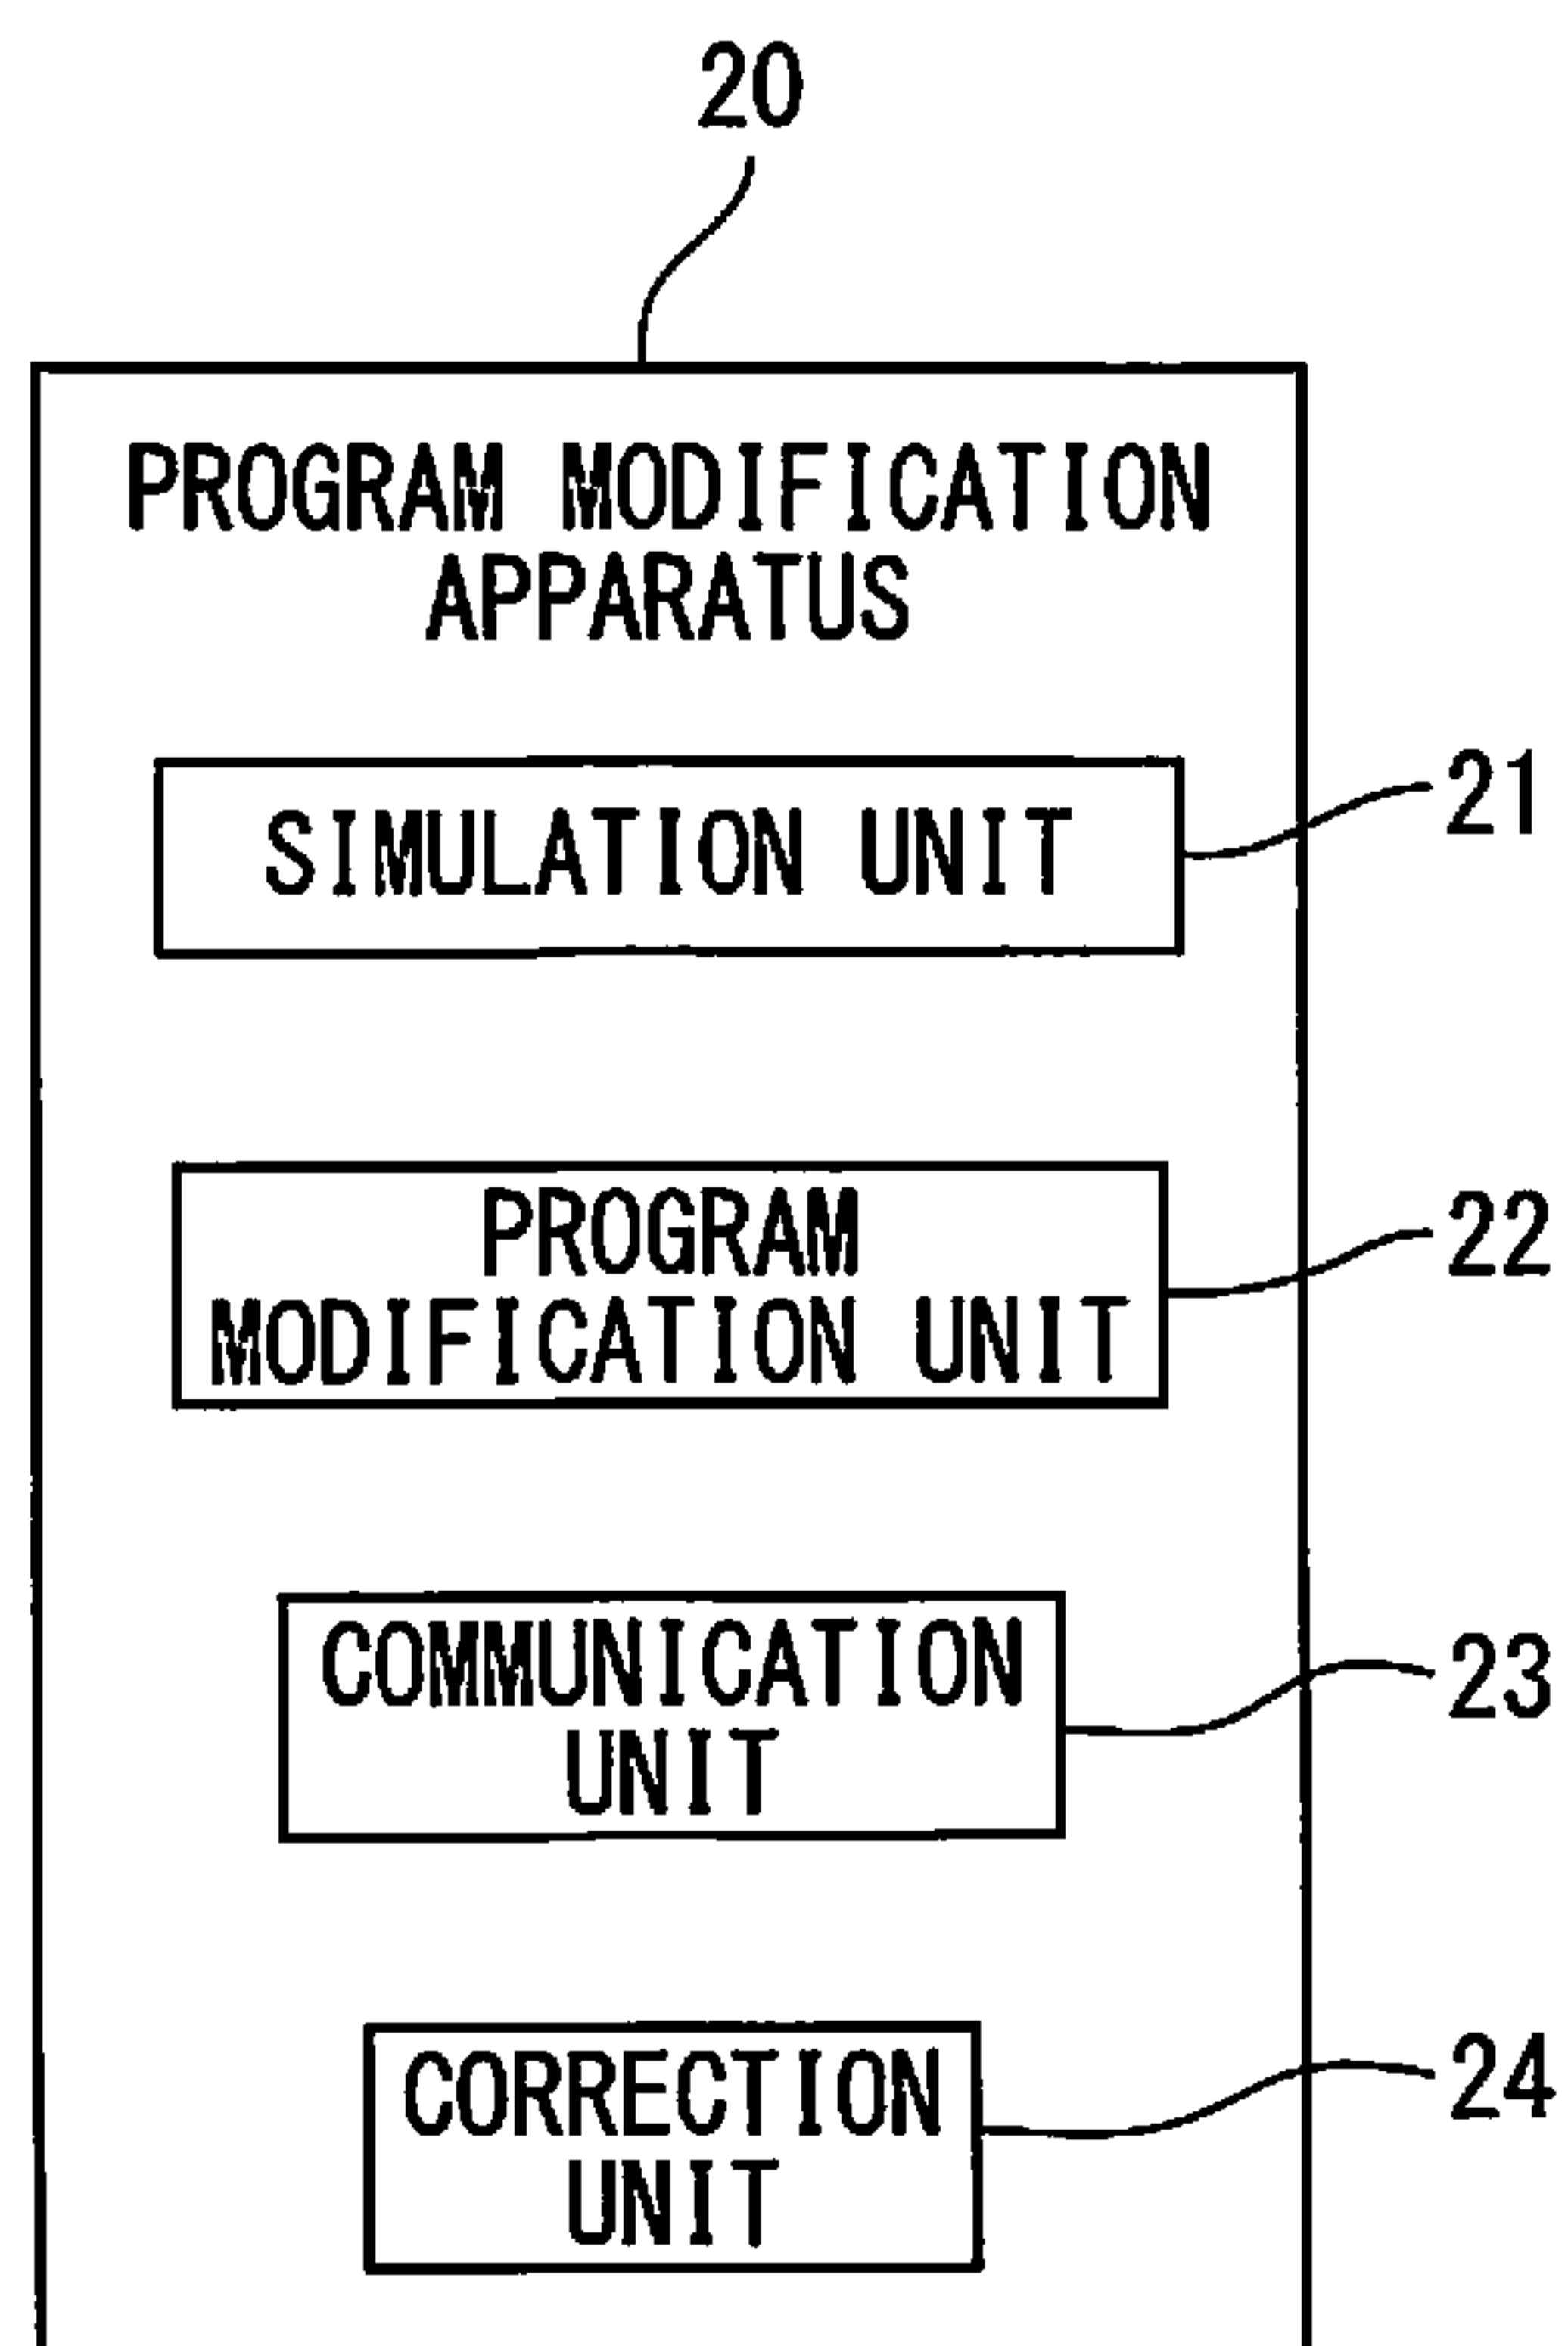 20
PROGRAM MODIFICATION
APPARATUS
SIMULATION UNIT
21
PROGRAM
MODIFICATION UNIT
22
COMMUNICATION
UNIT
23
CORRECTION
UNIT
24